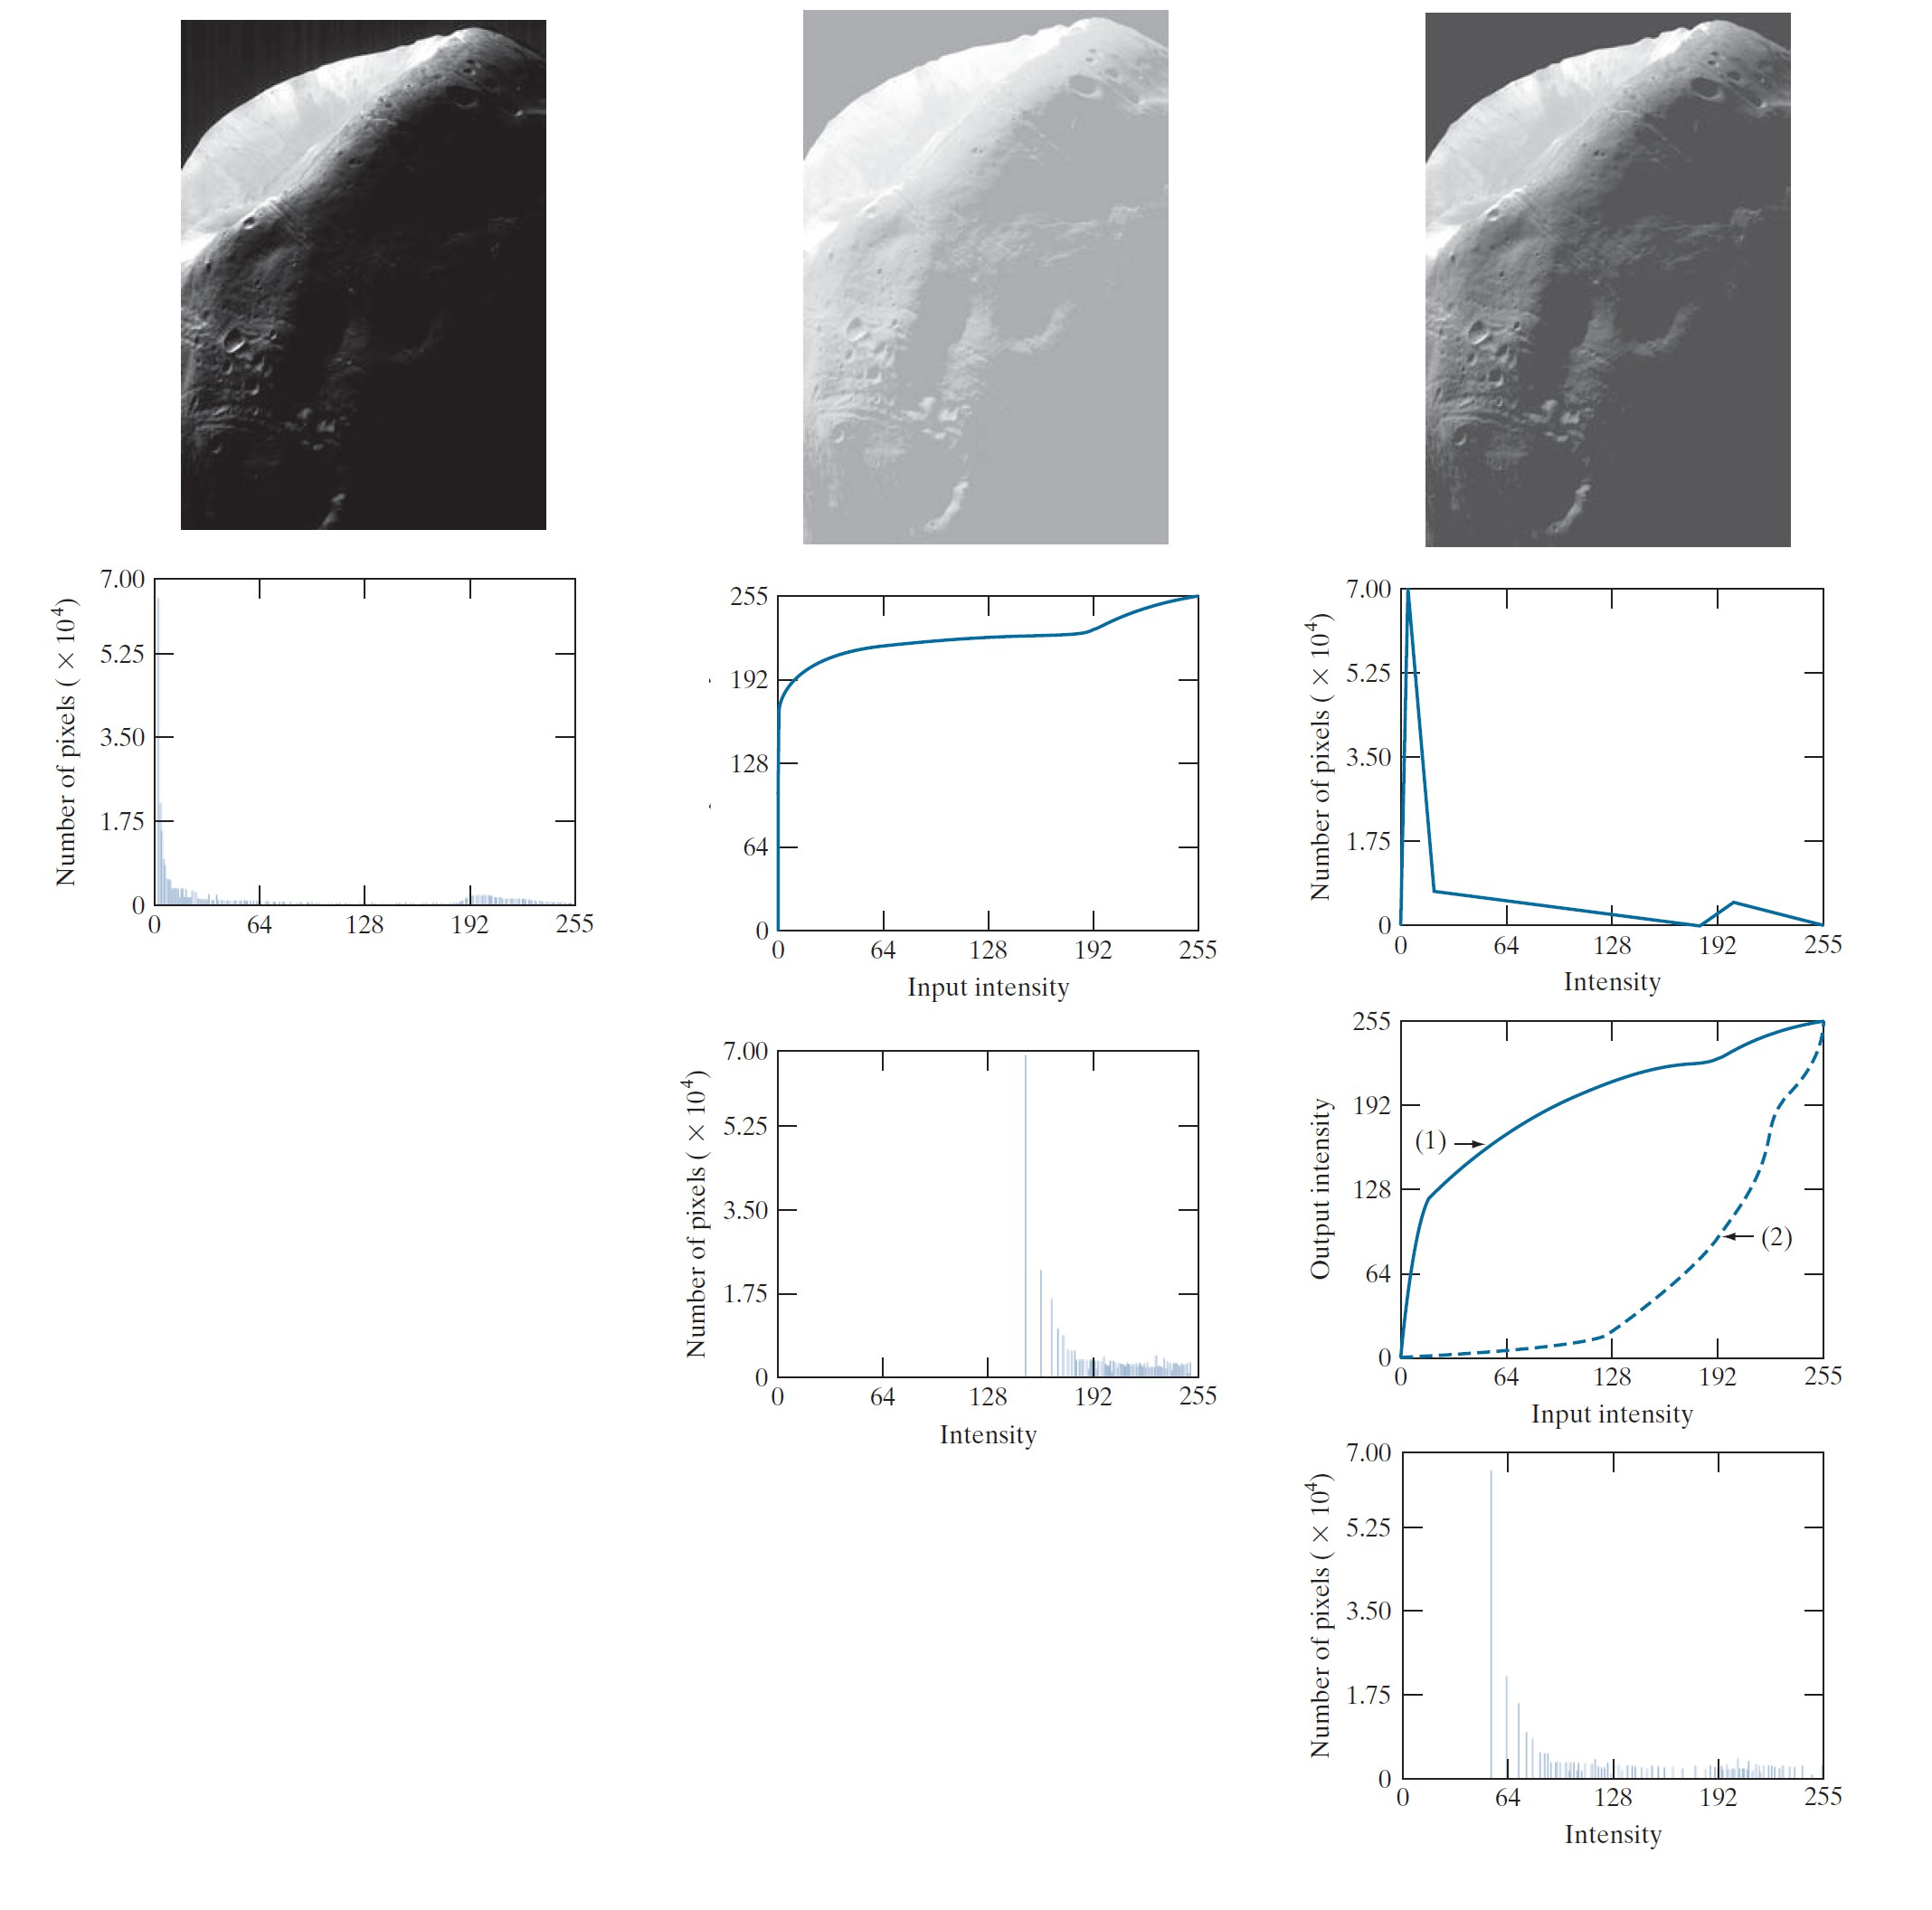 7.00
5.25
3.50
1.75
0
0 64 128 192 255
Number of pixels ( × 10⁴)
255
192
128
64
0
0 64 128 192 255
Input intensity
7.00
5.25
3.50
1.75
0
0 64 128 192 255
Number of pixels ( × 10⁴)
Intensity
255
192
128
64
0
0 64 128 192 255
Output intensity
(1)
(2)
Input intensity
7.00
5.25
3.50
1.75
0
0 64 128 192 255
Number of pixels ( × 10⁴)
Intensity
7.00
5.25
3.50
1.75
0
0 64 128 192 255
Number of pixels ( × 10⁴)
Intensity